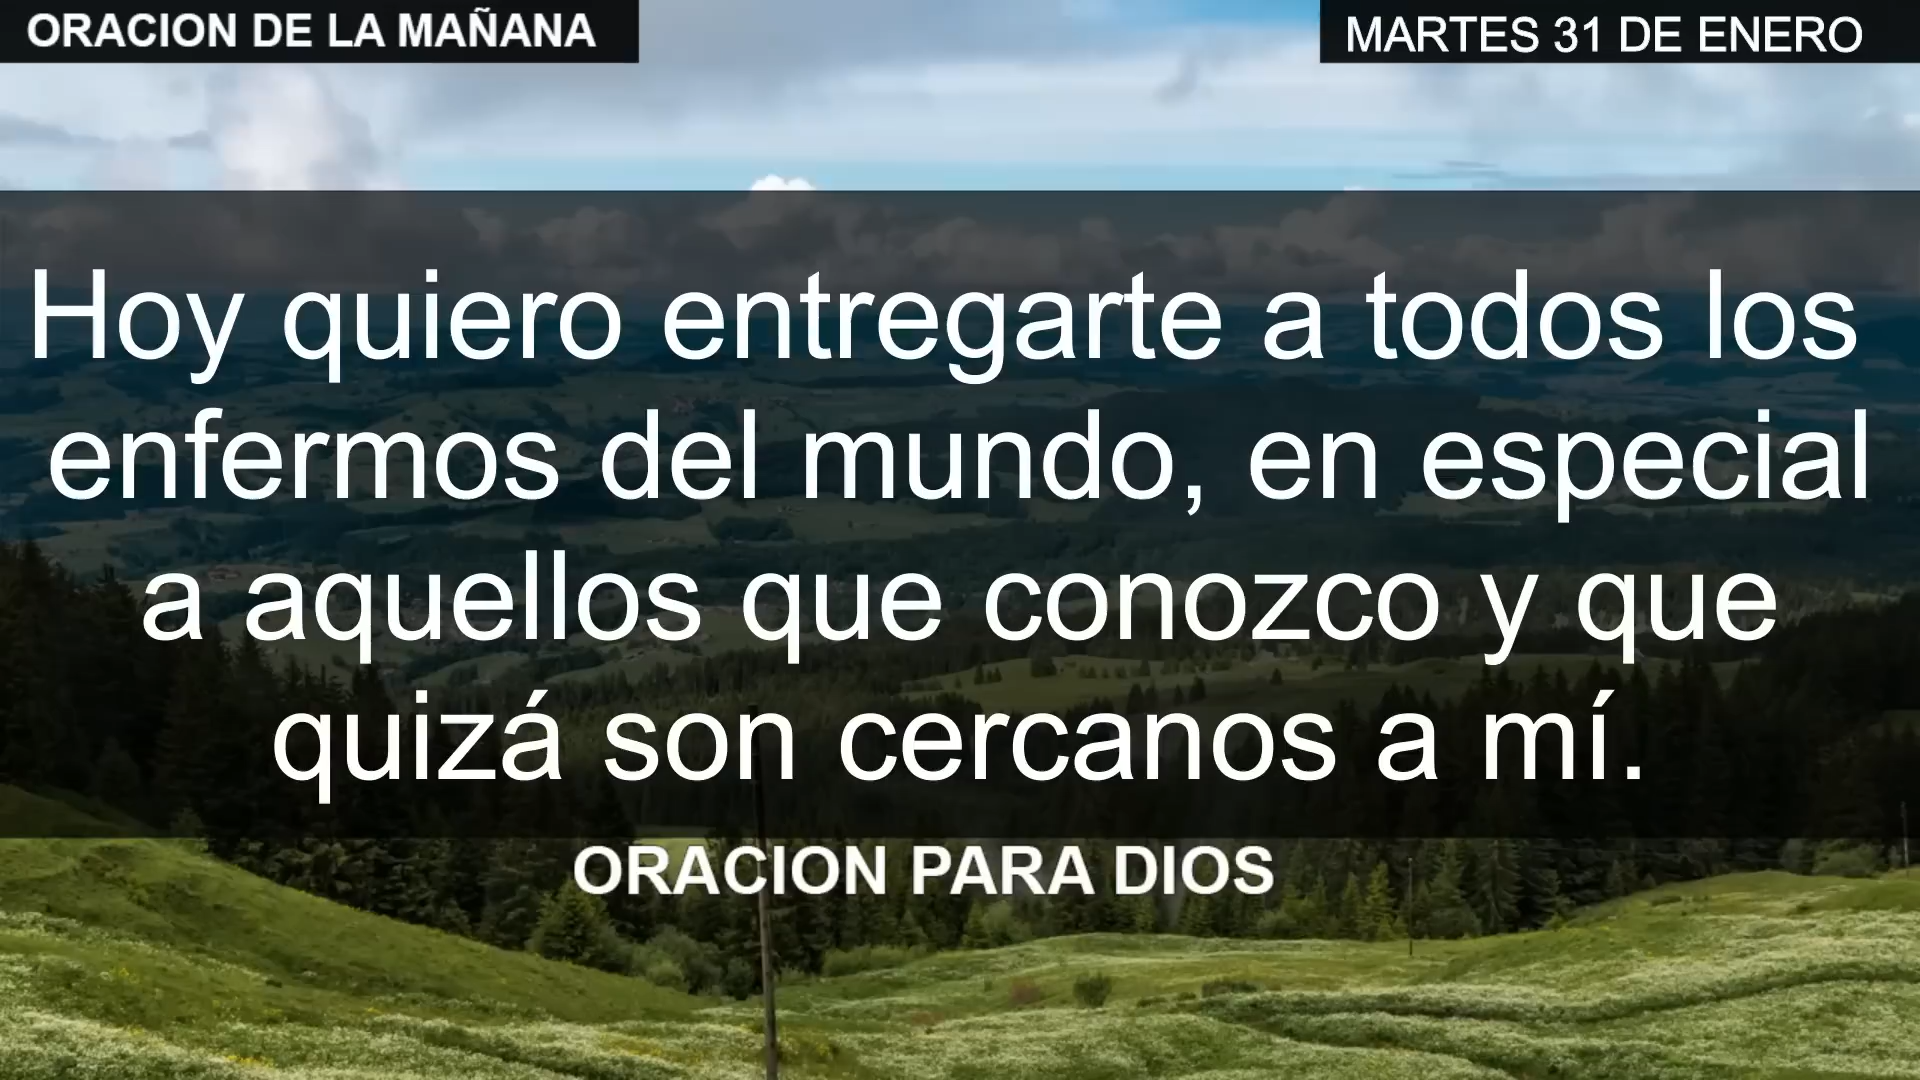 ORACION DE LA MAÑANA
MARTES 31 DE ENERO
Hoy quiero entregarte a todos los
enfermos del mundo, en especial
a aquellos que conozco y que
quizá son cercanos a mí.
ORACION PARA DIOS